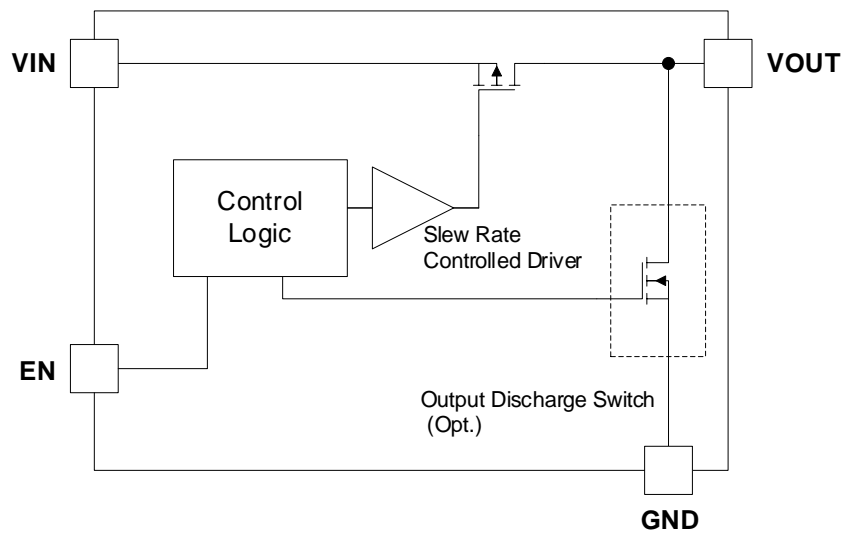 VIN
VOUT
Control
Logic
Slew Rate
Controlled Driver
EN
Output Discharge Switch
(Opt.)
GND